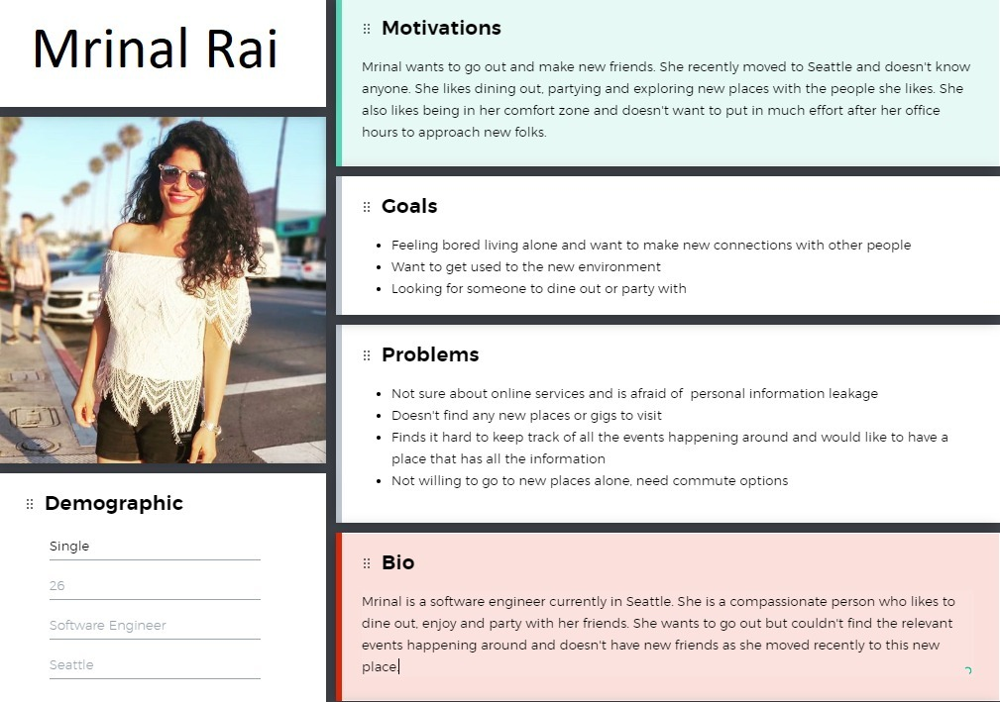 Mrinal Rai
Demographic
Single
26
Software Engineer
Seattle
Motivations
Mrinal wants to go out and make new friends. She recently moved to Seattle and doesn't know
anyone. She likes dining out, partying and exploring new places with the people she likes. She
also likes being in her comfort zone and doesn't want to put in much effort after her office
hours to approach new folks.
Goals
• Feeling bored living alone and want to make new connections with other people
• Want to get used to the new environment
• Looking for someone to dine out or party with
Problems
• Not sure about online services and is afraid of personal information leakage
• Doesn't find any new places or gigs to visit
• Finds it hard to keep track of all the events happening around and would like to have a
place that has all the information
• Not willing to go to new places alone, need commute options
Bio
Mrinal is a software engineer currently in Seattle. She is a compassionate person who likes to
dine out, enjoy and party with her friends. She wants to go out but couldn't find the relevant
events happening around and doesn't have new friends as she moved recently to this new
place.